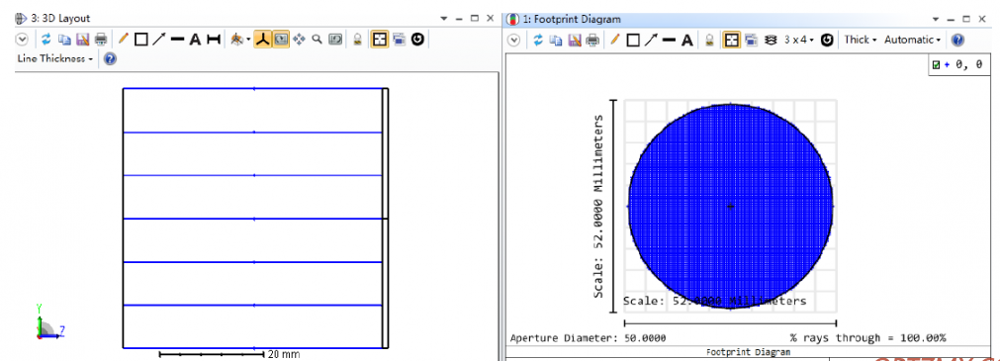 3: 3D Layout
Line Thickness
Y
Z
20 mm
1: Footprint Diagram
3 x 4
Thick
Automatic
+ 0, 0
Scale: 52.0000 Millimeters
Scale: 52.0000 Millimeters
Aperture Diameter: 50.0000
% rays through = 100.00%
Footprint Diagram